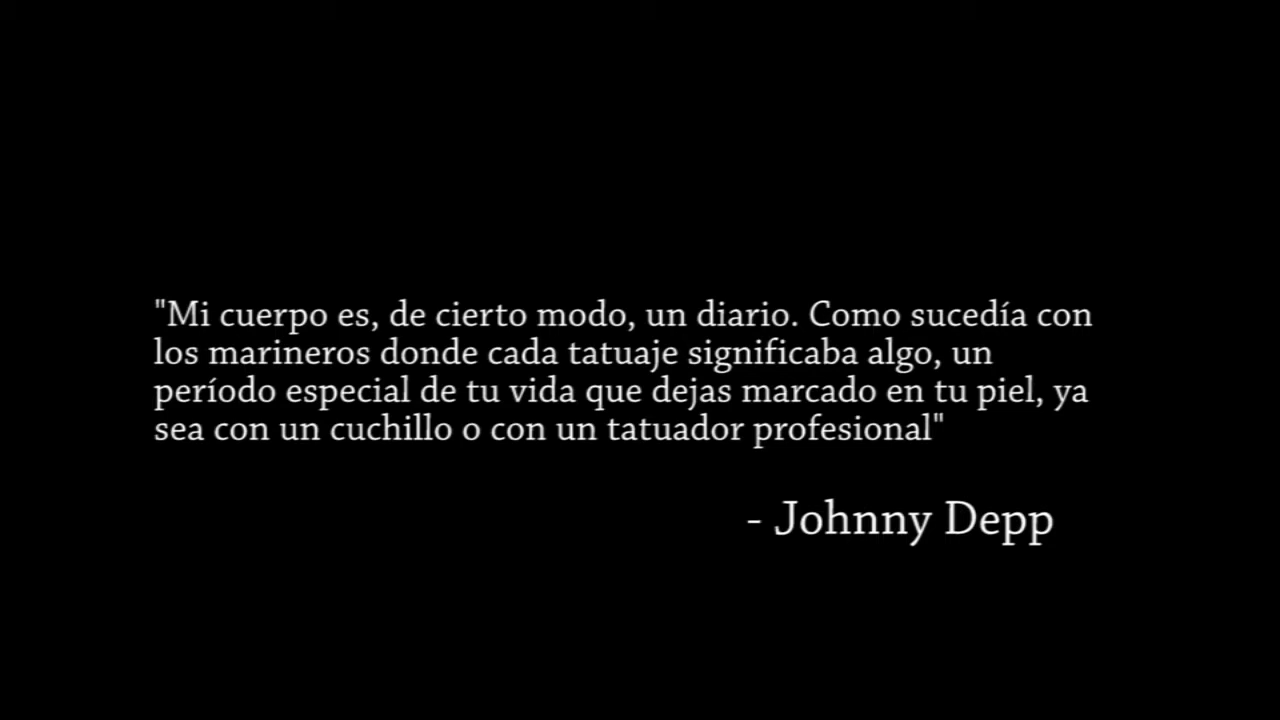 "Mi cuerpo es, de cierto modo, un diario. Como sucedía con
los marineros donde cada tatuaje significaba algo, un
período especial de tu vida que dejas marcado en tu piel, ya
sea con un cuchillo o con un tatuador profesional"
- Johnny Depp